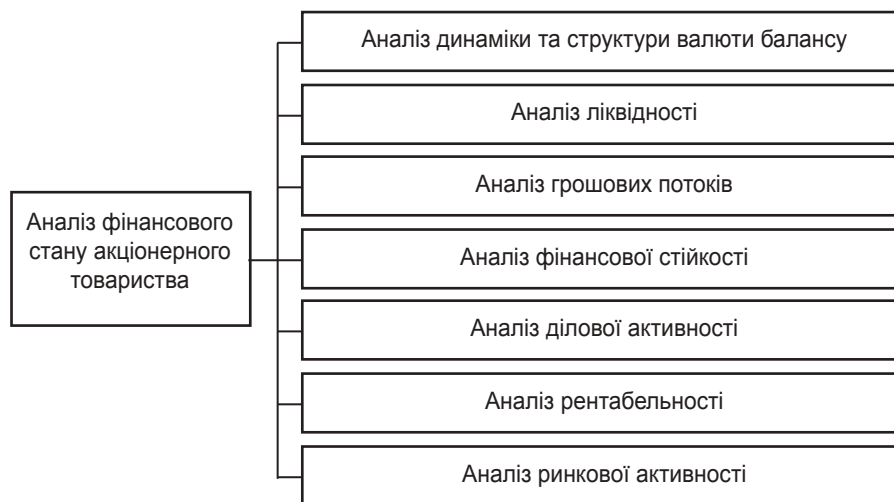 Аналіз динаміки та структури валюти балансу
Аналіз ліквідності
Аналіз грошових потоків
Аналіз фінансового
стану акціонерного
товариства
Аналіз фінансової стійкості
Аналіз ділової активності
Аналіз рентабельності
Аналіз ринкової активності